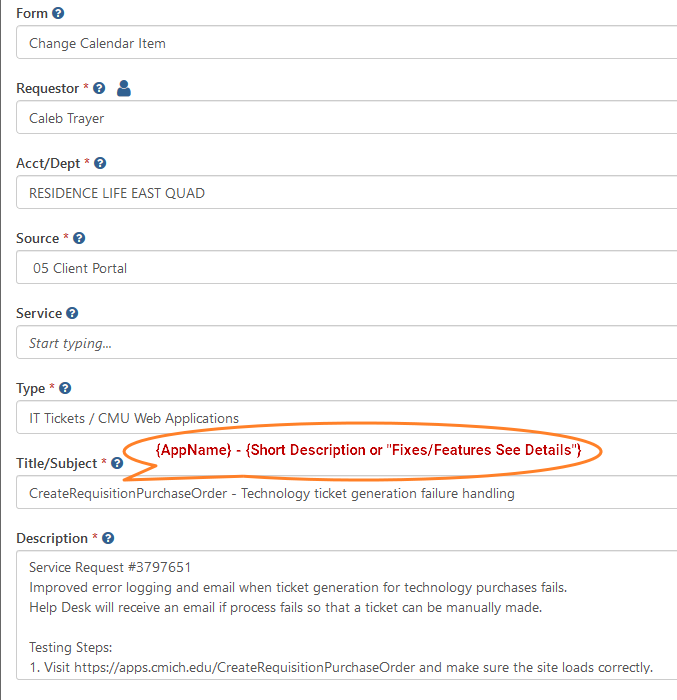 Form
Change Calendar Item
Requestor *
Caleb Trayer
Acct/Dept *
RESIDENCE LIFE EAST QUAD
Source *
05 Client Portal
Service
Start typing...
Type *
IT Tickets / CMU Web Applications
{AppName} - {Short Description or "Fixes/Features See Details"}
Title/Subject *
CreateRequisitionPurchaseOrder - Technology ticket generation failure handling
Description *
Service Request #3797651
Improved error logging and email when ticket generation for technology purchases fails.
Help Desk will receive an email if process fails so that a ticket can be manually made.
Testing Steps:
1. Visit https://apps.cmich.edu/CreateRequisitionPurchaseOrder and make sure the site loads correctly.